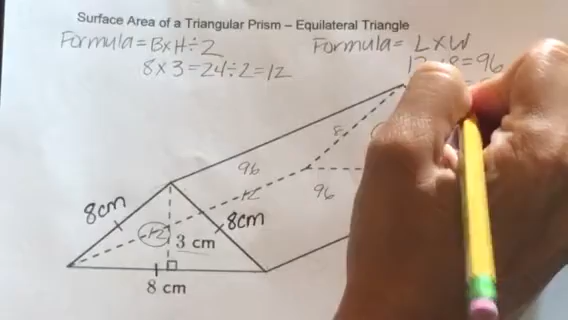 Surface Area of a Triangular Prism – Equilateral Triangle
Formula = B×H÷2
8×3=24÷2=12
Formula = L×W
=96
8
96
12
96
8cm
12
3 cm
8cm
8 cm